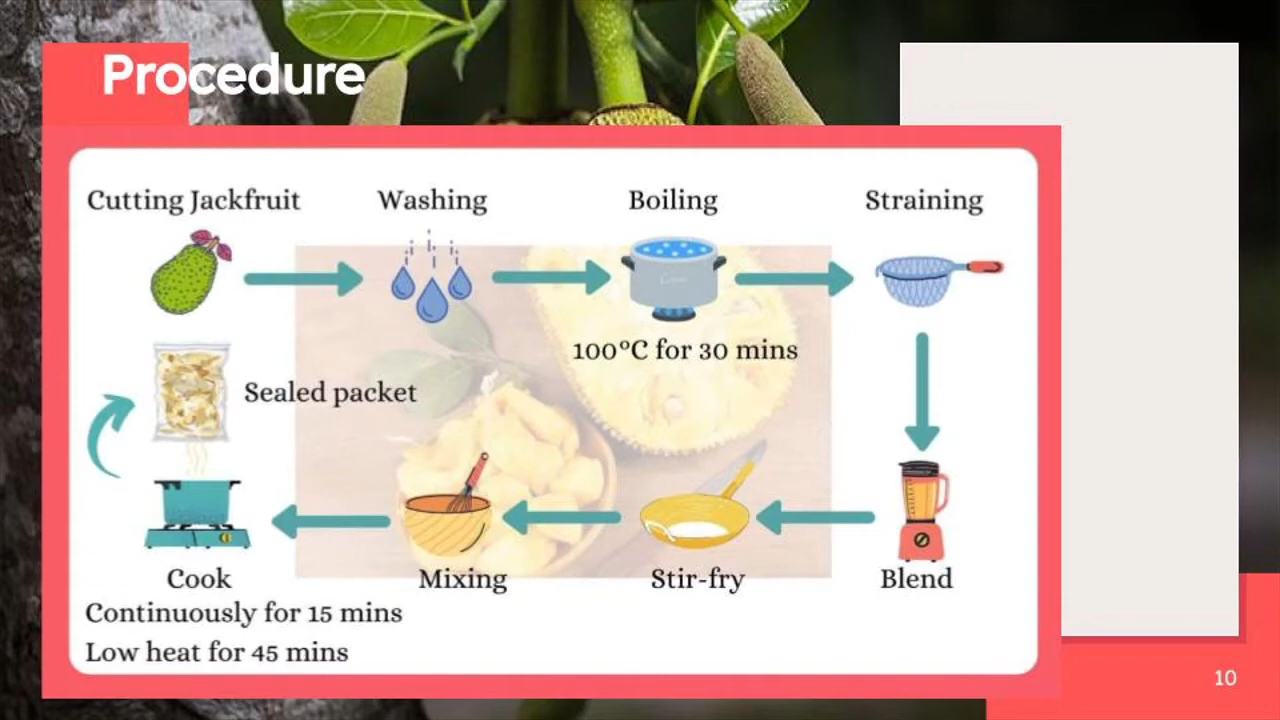 Procedure
Cutting Jackfruit
Washing
Boiling
Straining
100°C for 30 mins
Sealed packet
Cook
Mixing
Stir-fry
Blend
Continuously for 15 mins
Low heat for 45 mins
10